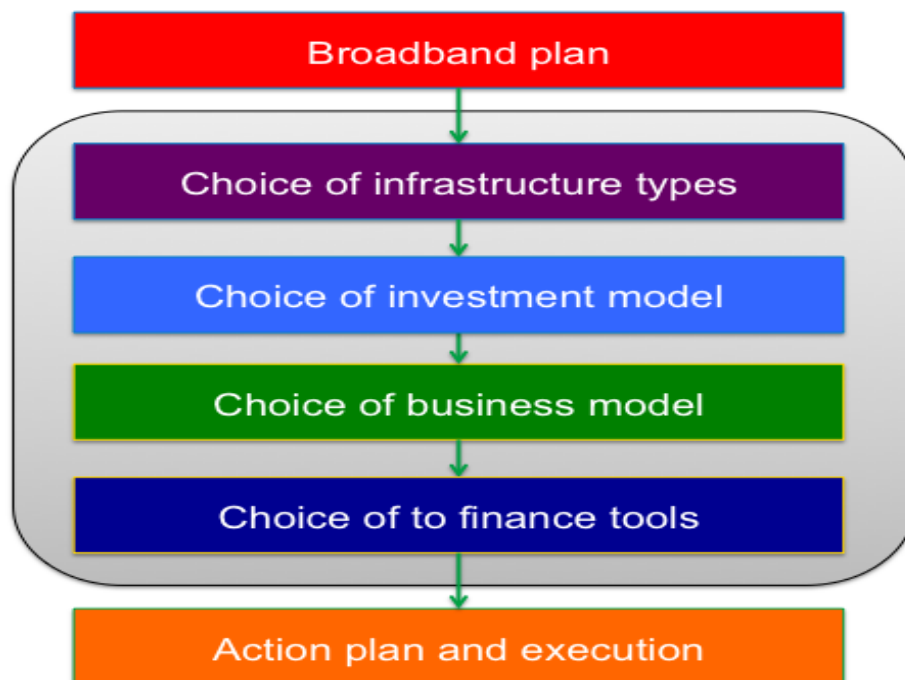 Broadband plan
Choice of infrastructure types
Choice of investment model
Choice of business model
Choice of to finance tools
Action plan and execution